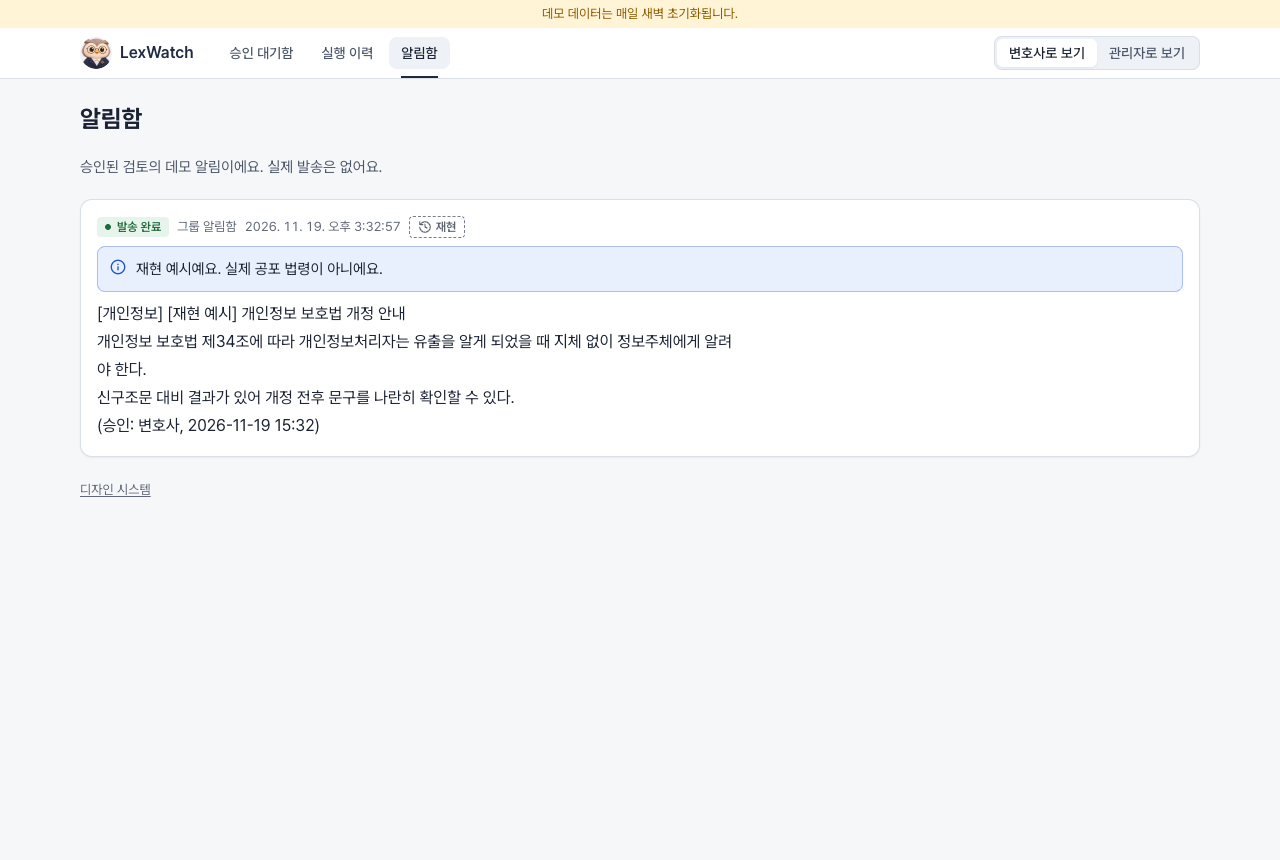 데모 데이터는 매일 새벽 초기화됩니다.
LexWatch 승인 대기함 실행 이력 알림함 변호사로 보기 관리자로 보기
알림함
승인된 검토의 데모 알림이에요. 실제 발송은 없어요.
발송 완료 그룹 알림함 2026. 11. 19. 오후 3:32:57 재현
재현 예시예요. 실제 공포 법령이 아니에요.
[개인정보] [재현 예시] 개인정보 보호법 개정 안내
개인정보 보호법 제34조에 따라 개인정보처리자는 유출을 알게 되었을 때 지체 없이 정보주체에게 알려
야 한다.
신구조문 대비 결과가 있어 개정 전후 문구를 나란히 확인할 수 있다.
(승인: 변호사, 2026-11-19 15:32)
디자인 시스템